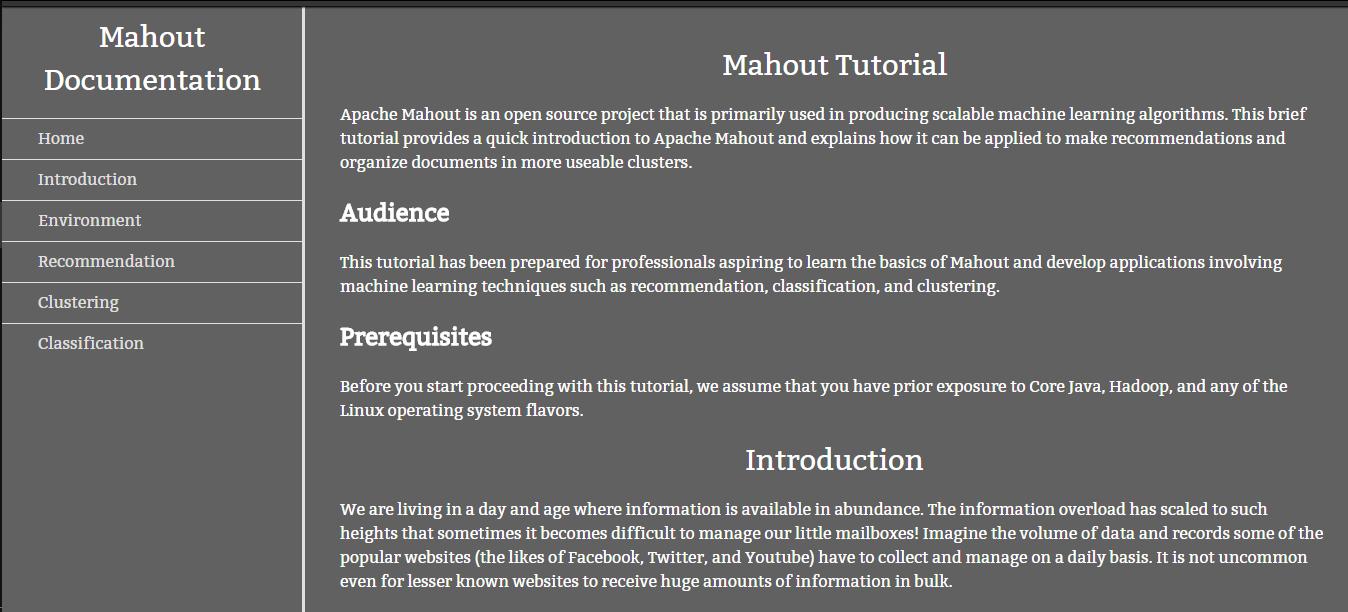 Mahout
Documentation
Home
Introduction
Environment
Recommendation
Clustering
Classification
Mahout Tutorial
Apache Mahout is an open source project that is primarily used in producing scalable machine learning algorithms. This brief
tutorial provides a quick introduction to Apache Mahout and explains how it can be applied to make recommendations and
organize documents in more useable clusters.
Audience
This tutorial has been prepared for professionals aspiring to learn the basics of Mahout and develop applications involving
machine learning techniques such as recommendation, classification, and clustering.
Prerequisites
Before you start proceeding with this tutorial, we assume that you have prior exposure to Core Java, Hadoop, and any of the
Linux operating system flavors.
Introduction
We are living in a day and age where information is available in abundance. The information overload has scaled to such
heights that sometimes it becomes difficult to manage our little mailboxes! Imagine the volume of data and records some of the
popular websites (the likes of Facebook, Twitter, and Youtube) have to collect and manage on a daily basis. It is not uncommon
even for lesser known websites to receive huge amounts of information in bulk.